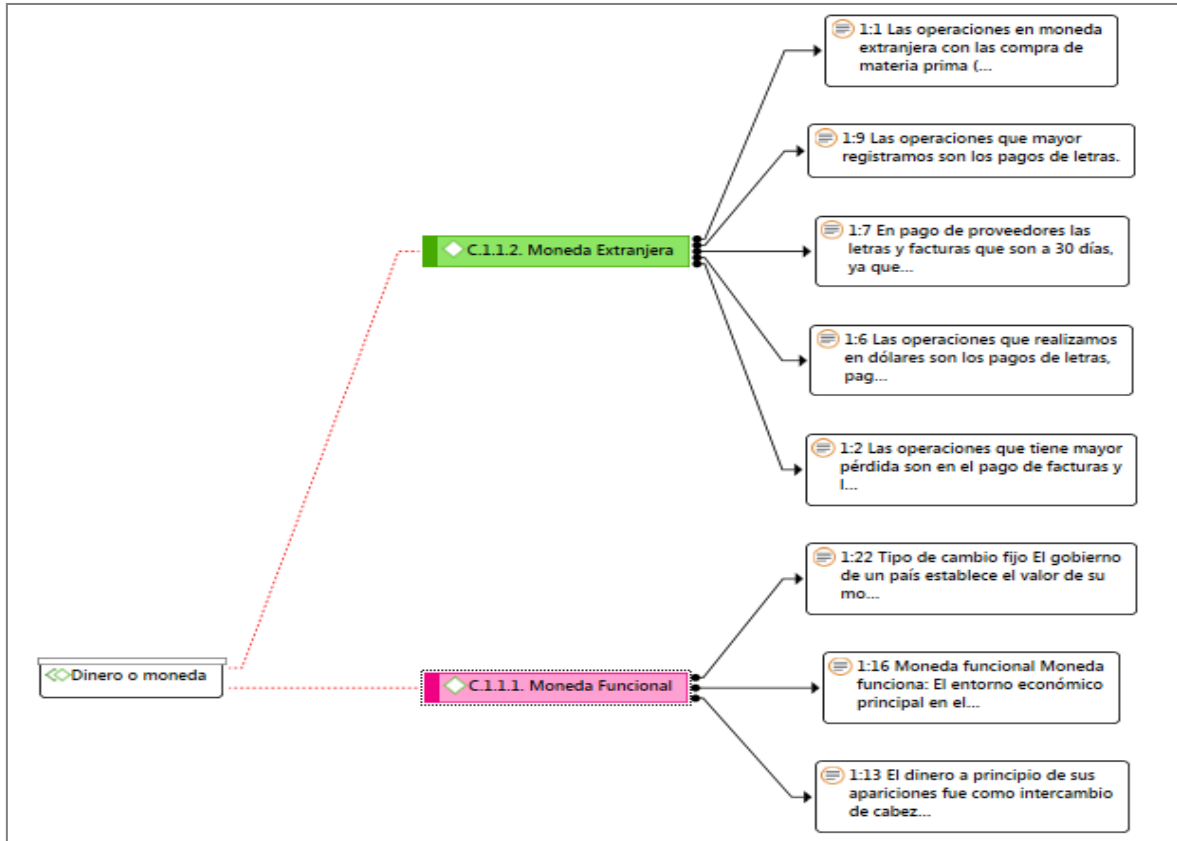 1:1 Las operaciones en moneda
extranjera con las compra de
materia prima (...
1:9 Las operaciones que mayor
registramos son los pagos de letras.
1:7 En pago de proveedores las
letras y facturas que son a 30 días,
ya que...
C.1.1.2. Moneda Extranjera
1:6 Las operaciones que realizamos
en dólares son los pagos de letras,
pag...
1:2 Las operaciones que tiene mayor
pérdida son en el pago de facturas y
l...
1:22 Tipo de cambio fijo El gobierno
de un país establece el valor de su
mo...
Dinero o moneda
C.1.1.1. Moneda Funcional
1:16 Moneda funcional Moneda
funciona: El entorno económico
principal en el...
1:13 El dinero a principio de sus
apariciones fue como intercambio
de cabez...